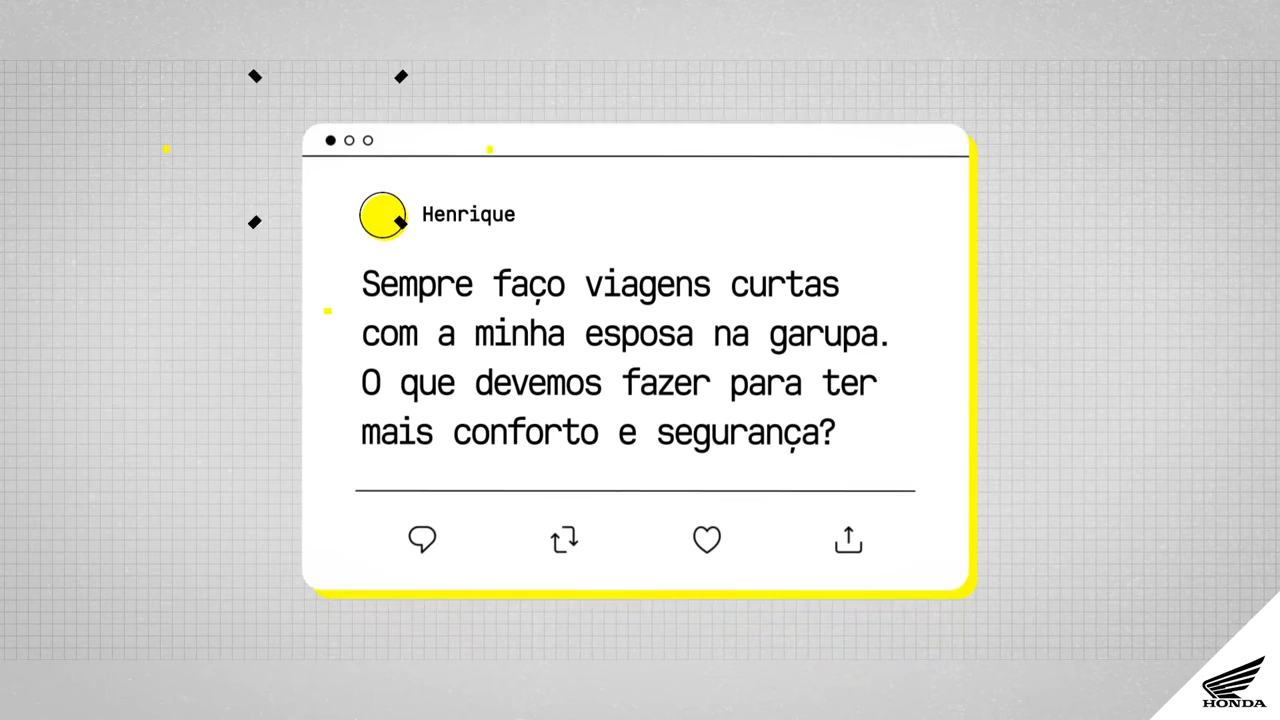 Henrique
Sempre faço viagens curtas
com a minha esposa na garupa.
O que devemos fazer para ter
mais conforto e segurança?
HONDA